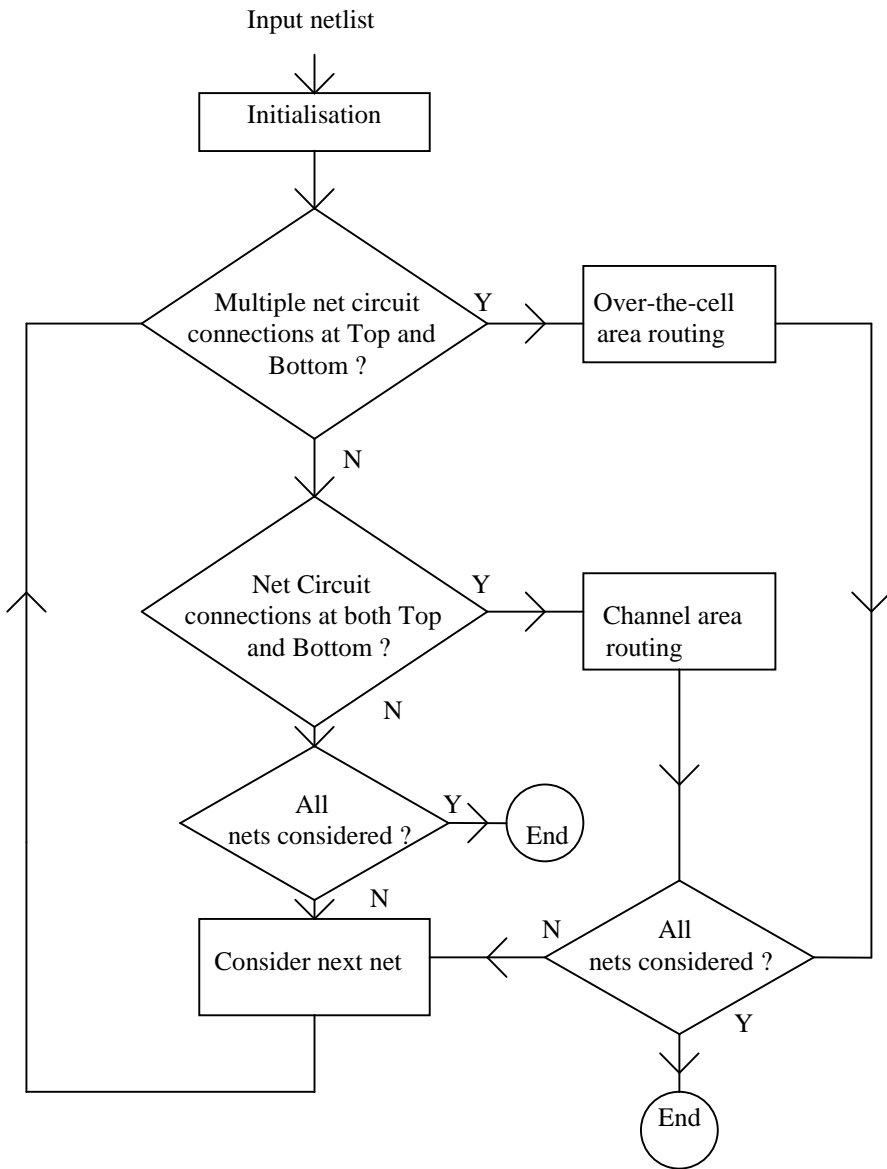 Input netlist
Initialisation
Multiple net circuit
connections at Top and
Bottom ?
Y
Over-the-cell
area routing
N
Net Circuit
connections at both Top
and Bottom ?
Y
Channel area
routing
N
All
nets considered ?
Y
End
N
Consider next net
N
All
nets considered ?
Y
End